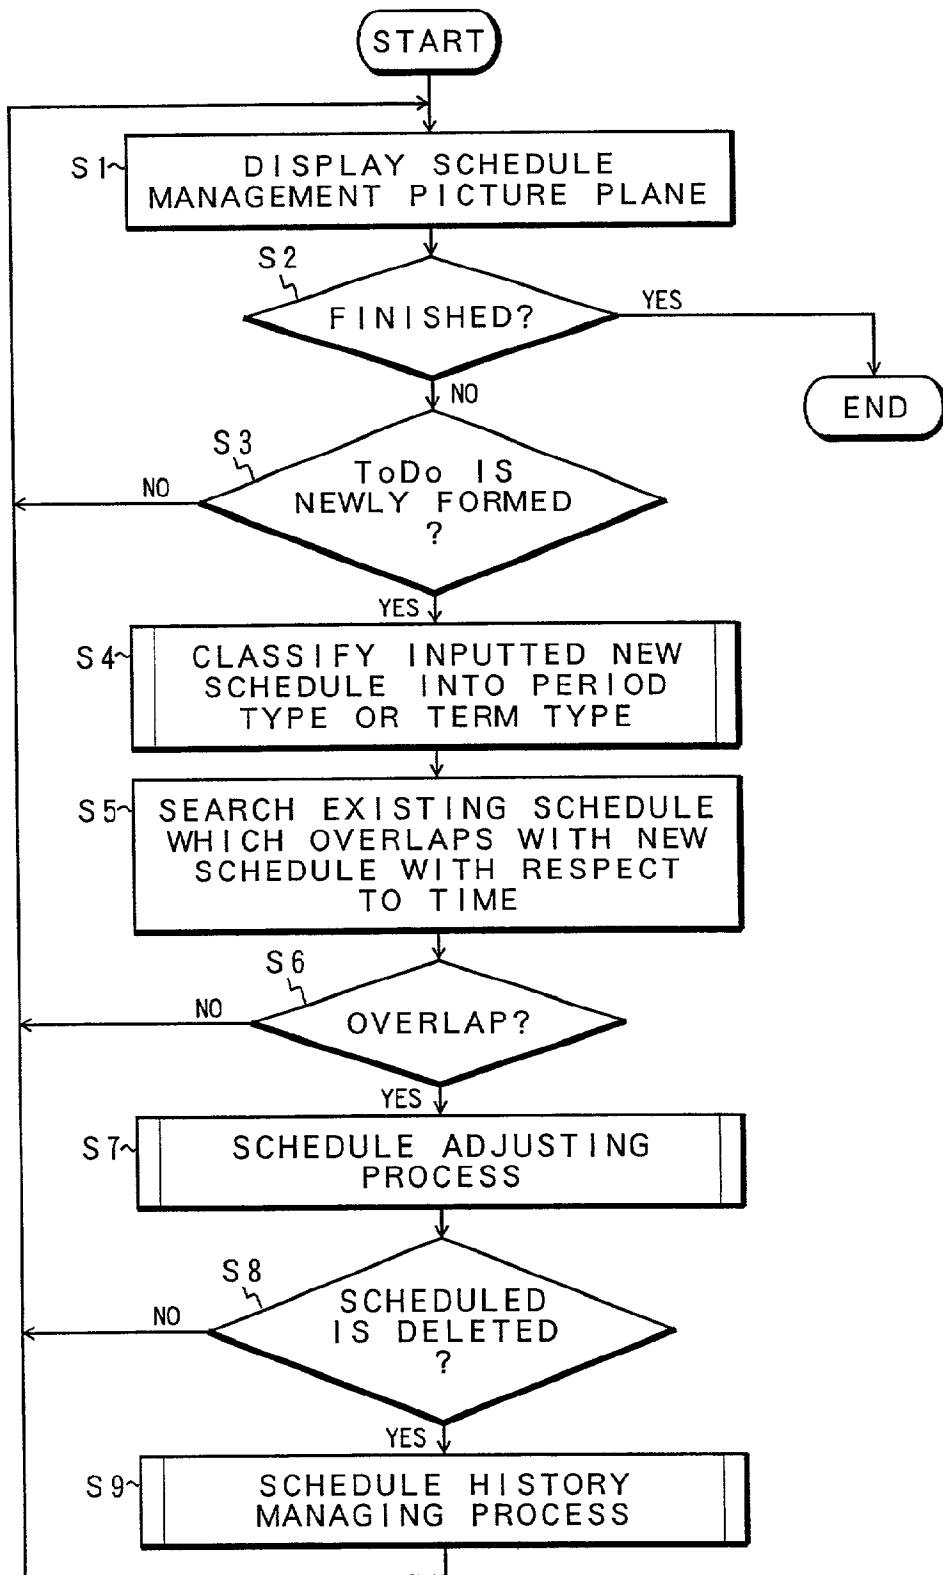 START
S1
DISPLAY SCHEDULE
MANAGEMENT PICTURE PLANE
S2
FINISHED?
YES
END
NO
S3
ToDo IS
NEWLY FORMED
?
NO
YES
S4
CLASSIFY INPUTTED NEW
SCHEDULE INTO PERIOD
TYPE OR TERM TYPE
S5
SEARCH EXISTING SCHEDULE
WHICH OVERLAPS WITH NEW
SCHEDULE WITH RESPECT
TO TIME
S6
OVERLAP?
NO
YES
S7
SCHEDULE ADJUSTING
PROCESS
S8
SCHEDULED
IS DELETED
?
NO
YES
S9
SCHEDULE HISTORY
MANAGING PROCESS